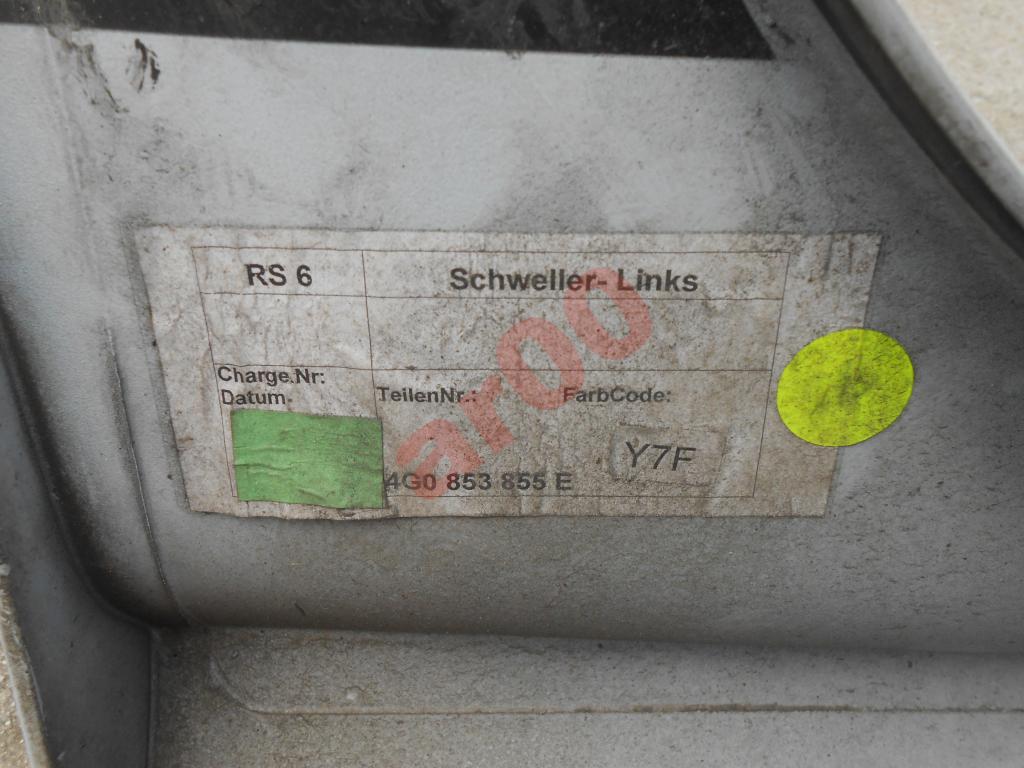 RS 6
Schweller- Links
Charge.Nr:
Datum
TeilenNr.:
FarbCode:
4G0 853 855 E
Y7F
ar00